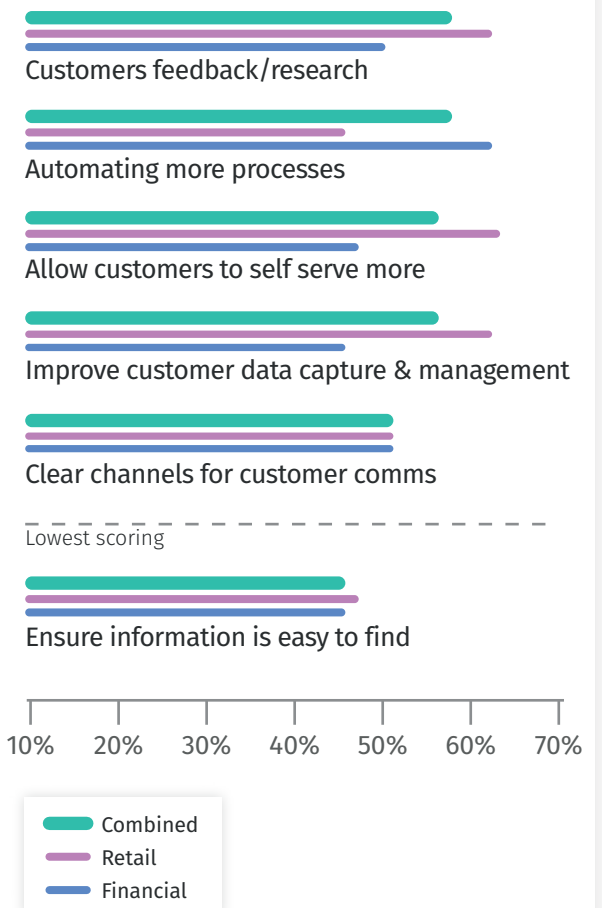 Customers feedback/research
Automating more processes
Allow customers to self serve more
Improve customer data capture & management
Clear channels for customer comms
Lowest scoring
Ensure information is easy to find
10% 20% 30% 40% 50% 60% 70%
Combined
Retail
Financial